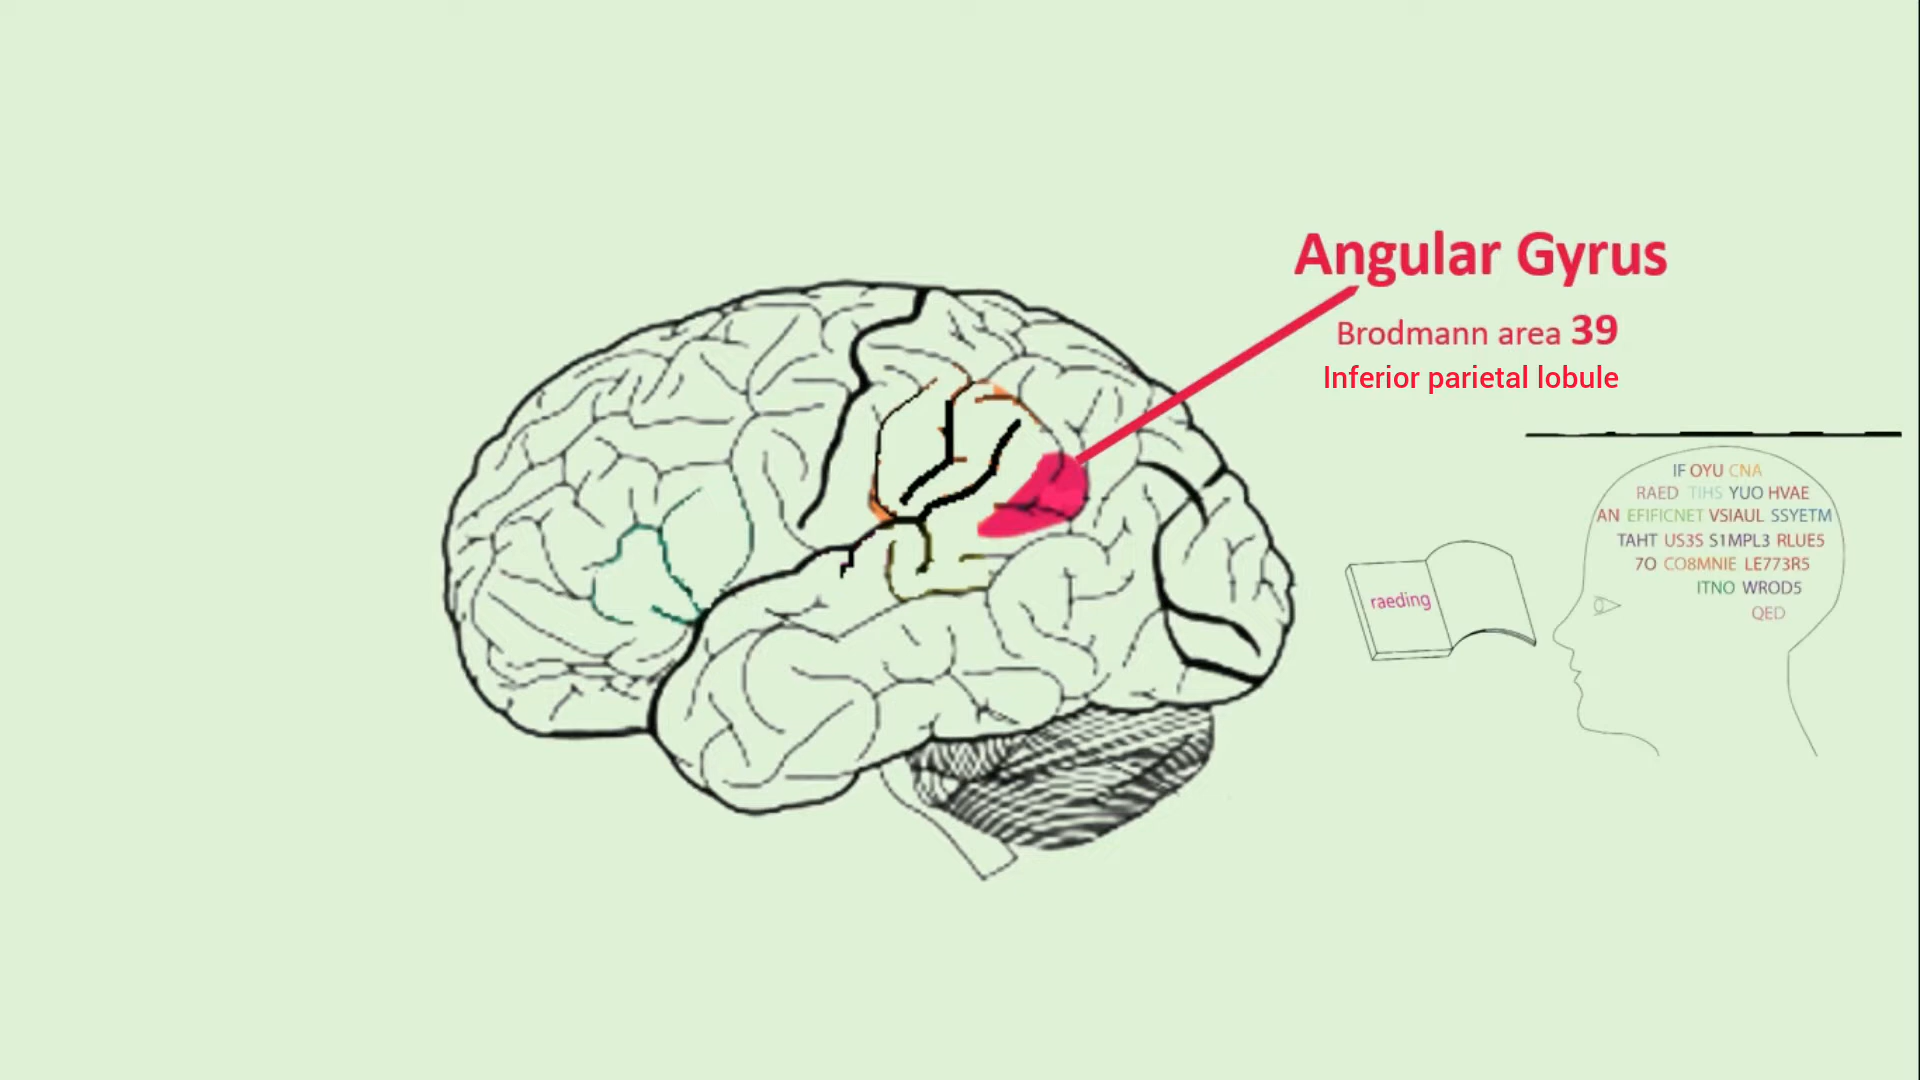 Angular Gyrus
Brodmann area 39
Inferior parietal lobule
IF OYU CNA
RAED TIHS YUO HVAE
AN EFIFICNET VSIAUL SSYETM
TAHT US3S S1MPL3 RLUE5
7O CO8MNIE LE773R5
ITNO WROD5
QED
raeding